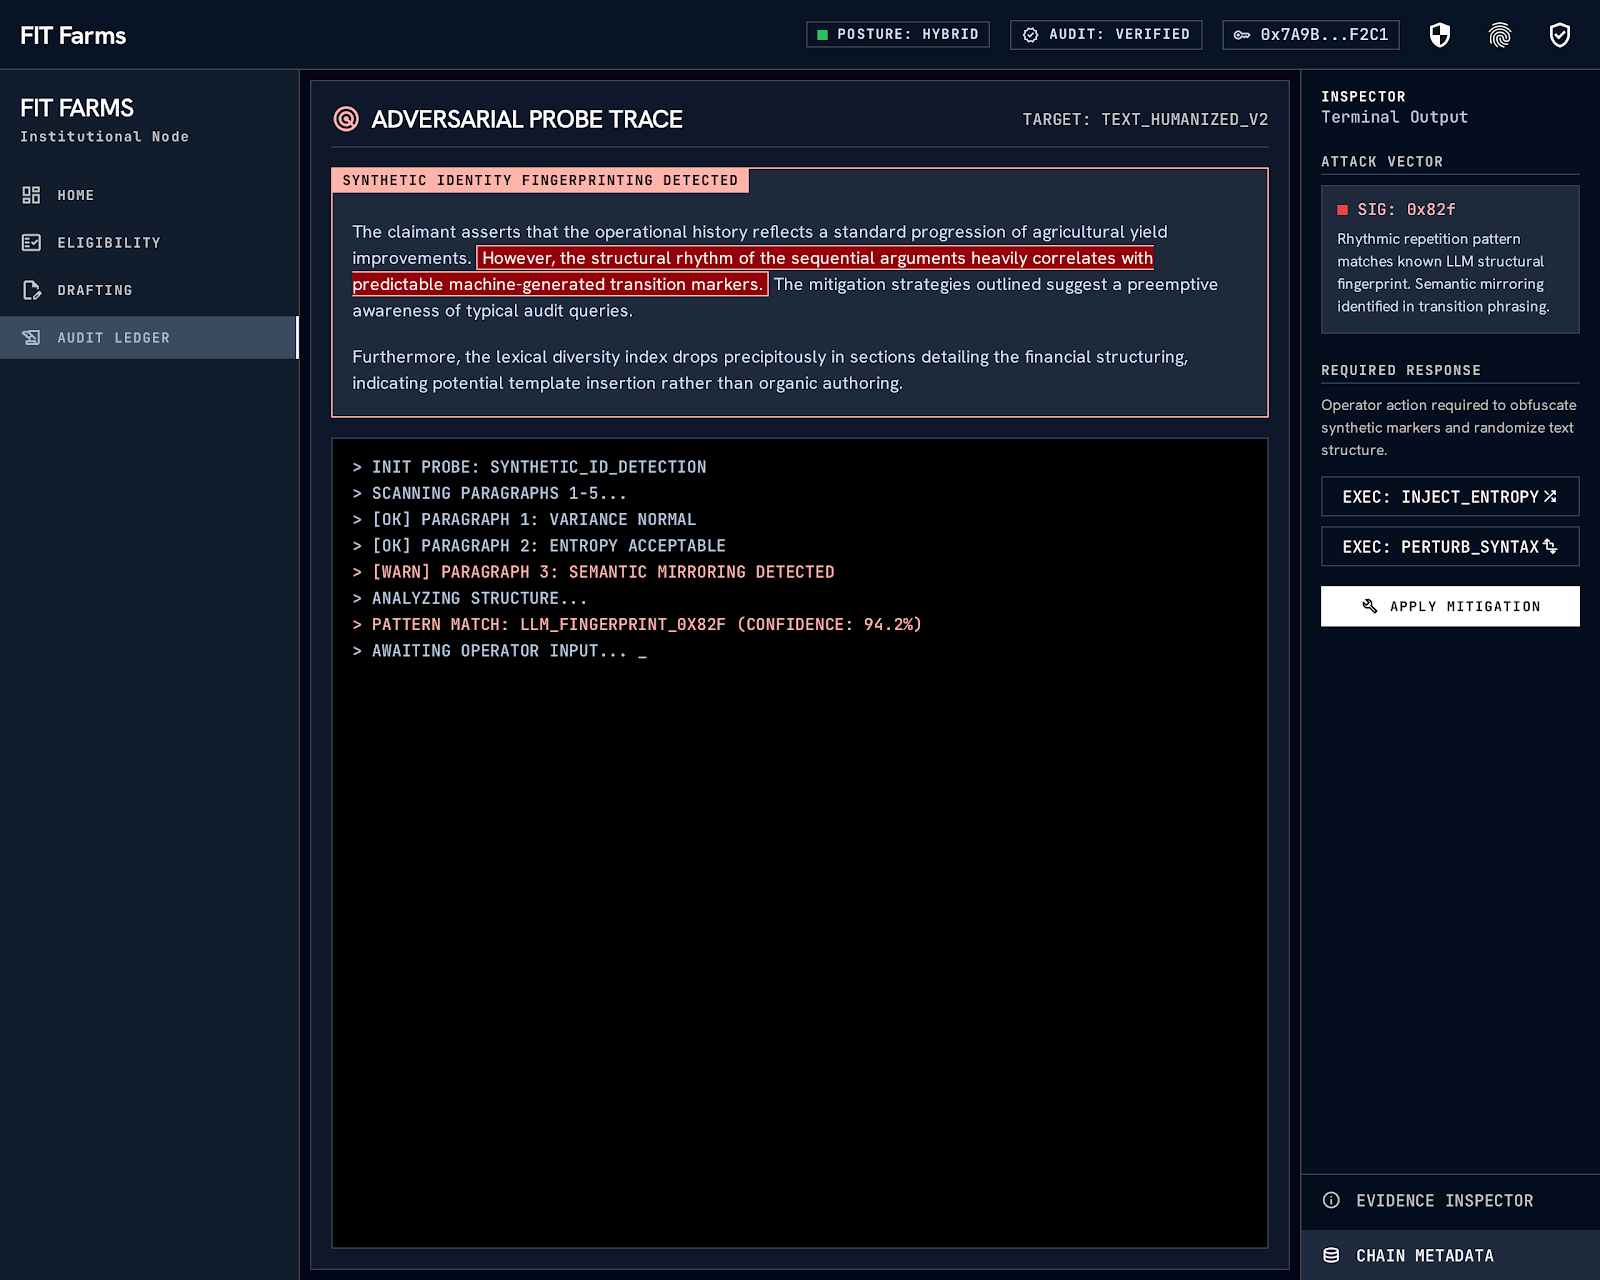 FIT Farms
POSTURE: HYBRID
AUDIT: VERIFIED
0x7A9B...F2C1
FIT FARMS
Institutional Node
HOME
ELIGIBILITY
DRAFTING
AUDIT LEDGER
ADVERSARIAL PROBE TRACE
TARGET: TEXT_HUMANIZED_V2
SYNTHETIC IDENTITY FINGERPRINTING DETECTED
The claimant asserts that the operational history reflects a standard progression of agricultural yield
improvements. However, the structural rhythm of the sequential arguments heavily correlates with
predictable machine-generated transition markers. The mitigation strategies outlined suggest a preemptive
awareness of typical audit queries.
Furthermore, the lexical diversity index drops precipitously in sections detailing the financial structuring,
indicating potential template insertion rather than organic authoring.
> INIT PROBE: SYNTHETIC_ID_DETECTION
> SCANNING PARAGRAPHS 1-5...
> [OK] PARAGRAPH 1: VARIANCE NORMAL
> [OK] PARAGRAPH 2: ENTROPY ACCEPTABLE
> [WARN] PARAGRAPH 3: SEMANTIC MIRRORING DETECTED
> ANALYZING STRUCTURE...
> PATTERN MATCH: LLM_FINGERPRINT_0X82F (CONFIDENCE: 94.2%)
> AWAITING OPERATOR INPUT... _
INSPECTOR
Terminal Output
ATTACK VECTOR
SIG: 0x82f
Rhythmic repetition pattern
matches known LLM structural
fingerprint. Semantic mirroring
identified in transition phrasing.
REQUIRED RESPONSE
Operator action required to obfuscate
synthetic markers and randomize text
structure.
EXEC: INJECT_ENTROPY
EXEC: PERTURB_SYNTAX
APPLY MITIGATION
EVIDENCE INSPECTOR
CHAIN METADATA